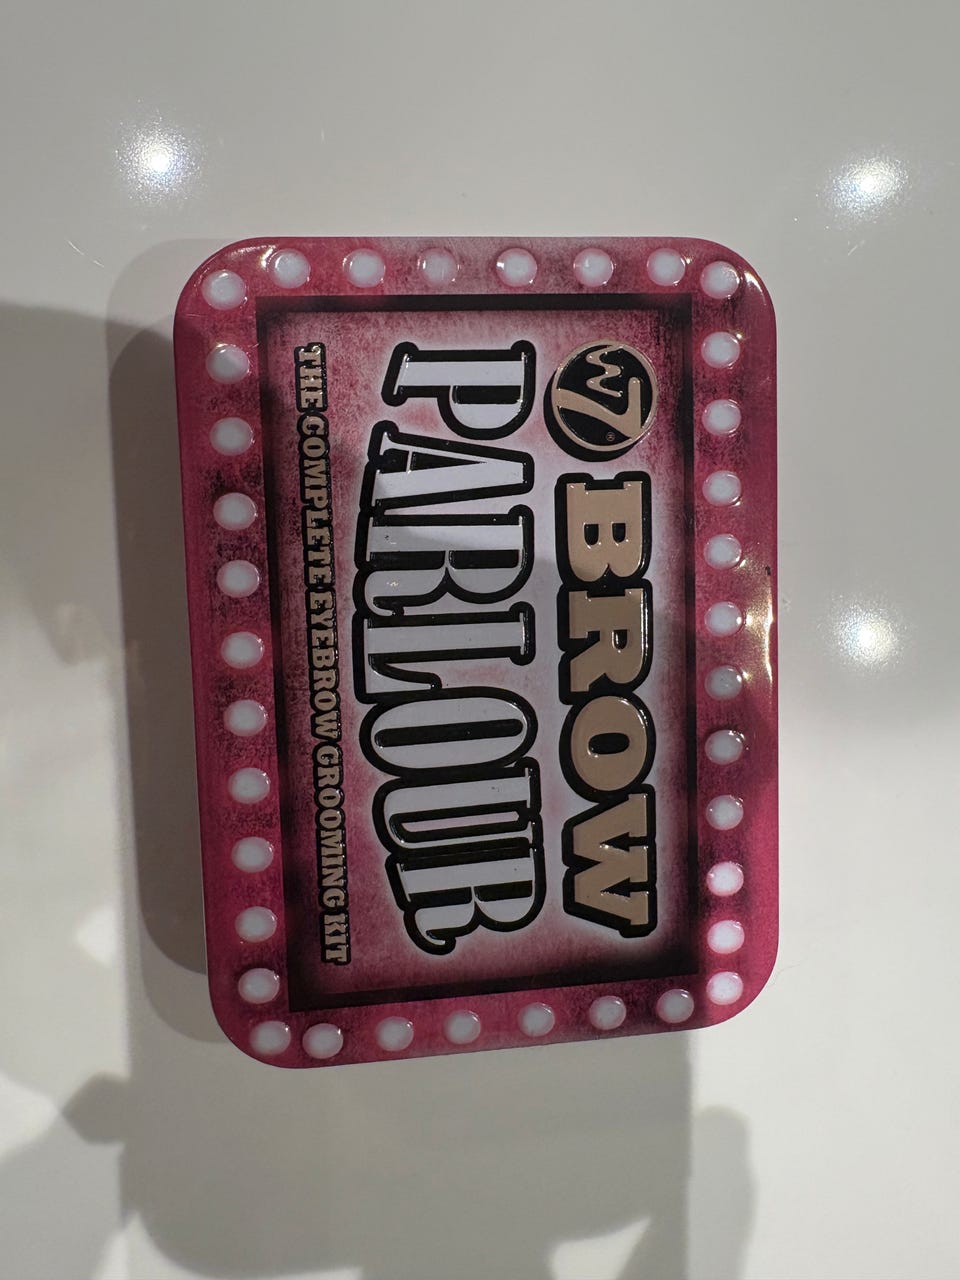 W7®
BROW
PARLOUR
THE COMPLETE EYEBROW GROOMING KIT